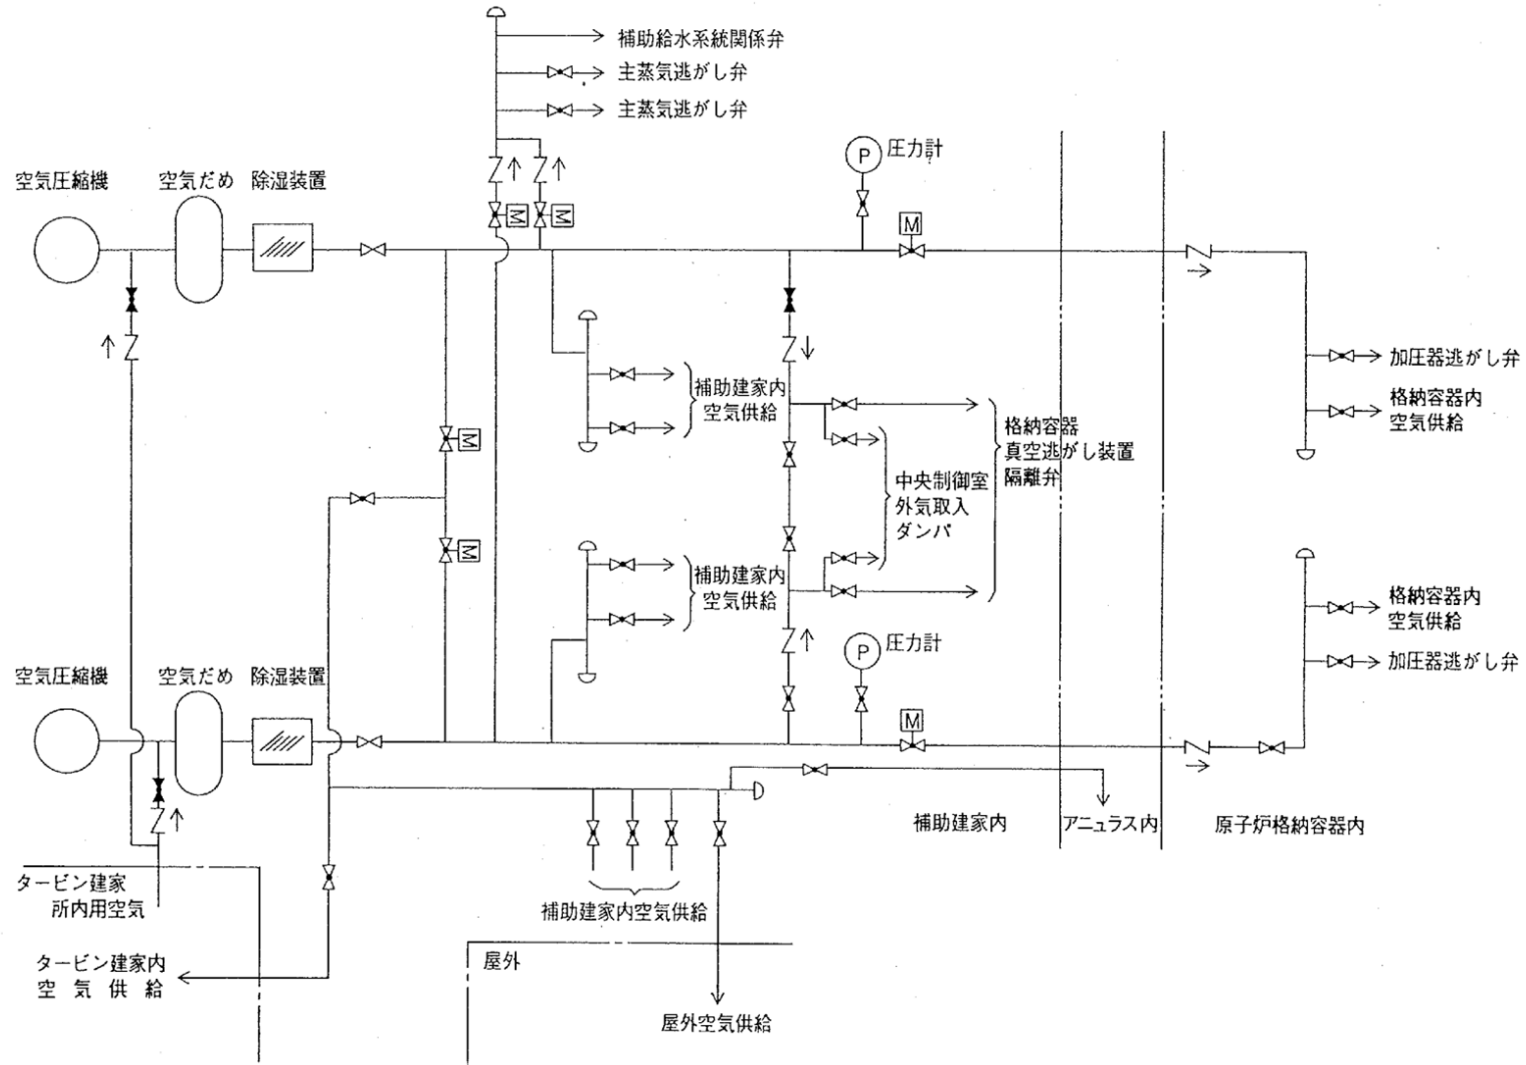 補助給水系統関係弁
主蒸気逃がし弁
主蒸気逃がし弁
P
圧力計
空気圧縮機
空気だめ
除湿装置
M
M
M
加圧器逃がし弁
格納容器内
空気供給
補助建家内
空気供給
M
格納容器
真空逃がし装置
隔離弁
中央制御室
外気取入
ダンパ
M
補助建家内
空気供給
格納容器内
空気供給
加圧器逃がし弁
P
圧力計
空気圧縮機
空気だめ
除湿装置
M
補助建家内
アニュラス内
原子炉格納容器内
タービン建家
所内用空気
補助建家内空気供給
タービン建家内
空気供給
屋外
屋外空気供給